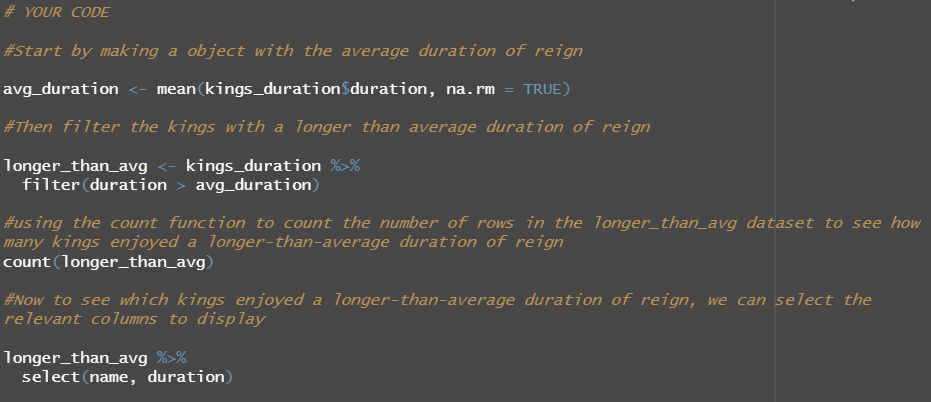 # YOUR CODE
#Start by making a object with the average duration of reign
avg_duration <- mean(kings_duration$duration, na.rm = TRUE)
#Then filter the kings with a longer than average duration of reign
longer_than_avg <- kings_duration %>%
  filter(duration > avg_duration)
#using the count function to count the number of rows in the longer_than_avg dataset to see how
many kings enjoyed a longer-than-average duration of reign
count(longer_than_avg)
#Now to see which kings enjoyed a longer-than-average duration of reign, we can select the
relevant columns to display
longer_than_avg %>%
  select(name, duration)